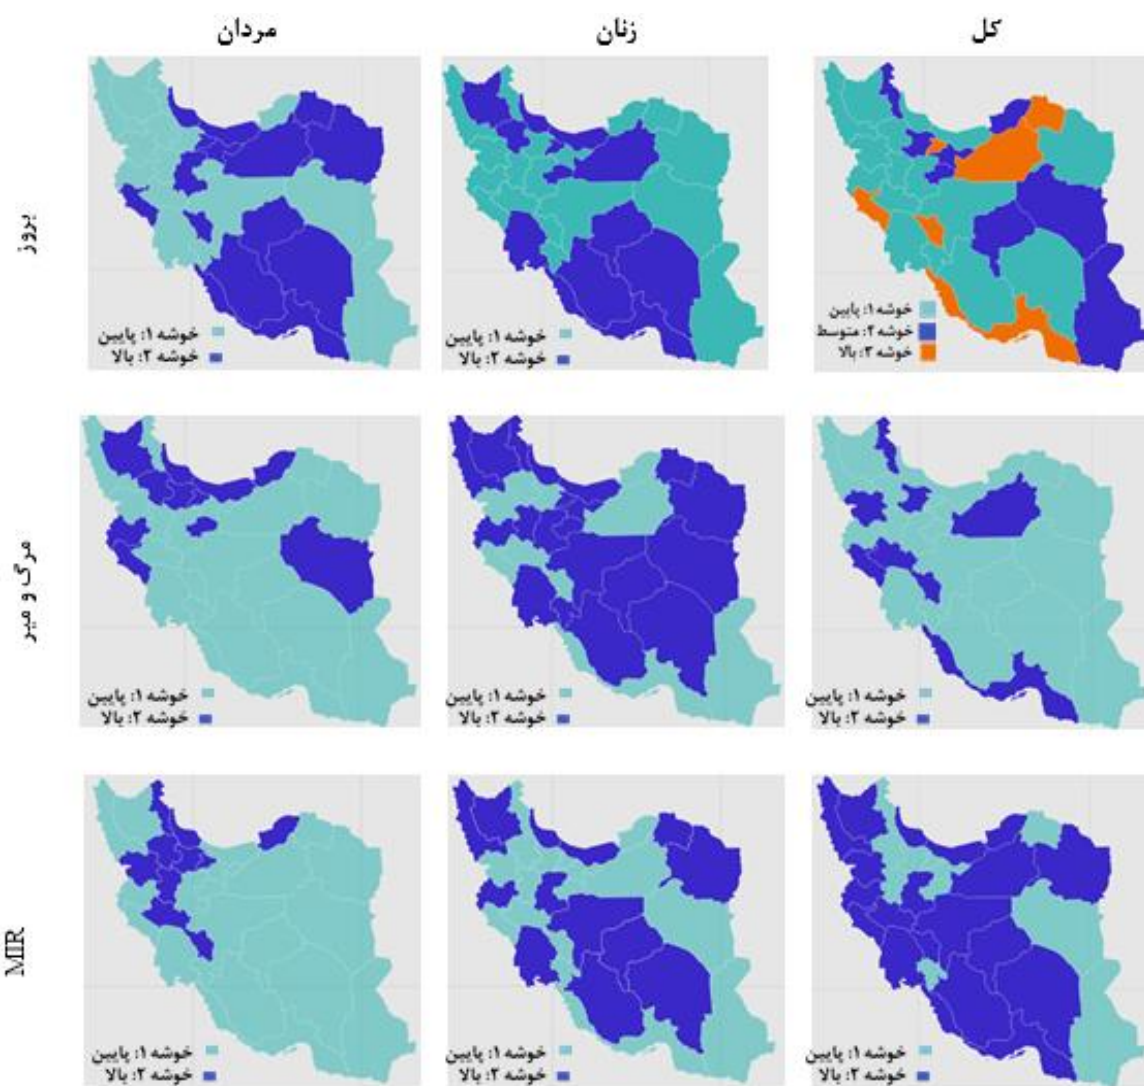 مردان
زنان
کل
بروز
خوشه ۱: پایین
خوشه ۲: بالا
خوشه ۱: پایین
خوشه ۲: بالا
خوشه ۱: پایین
خوشه ۲: متوسط
خوشه ۳: بالا
مرگ و میر
خوشه ۱: پایین
خوشه ۲: بالا
خوشه ۱: پایین
خوشه ۲: بالا
خوشه ۱: پایین
خوشه ۲: بالا
MIR
خوشه ۱: پایین
خوشه ۲: بالا
خوشه ۱: پایین
خوشه ۲: بالا
خوشه ۱: پایین
خوشه ۲: بالا